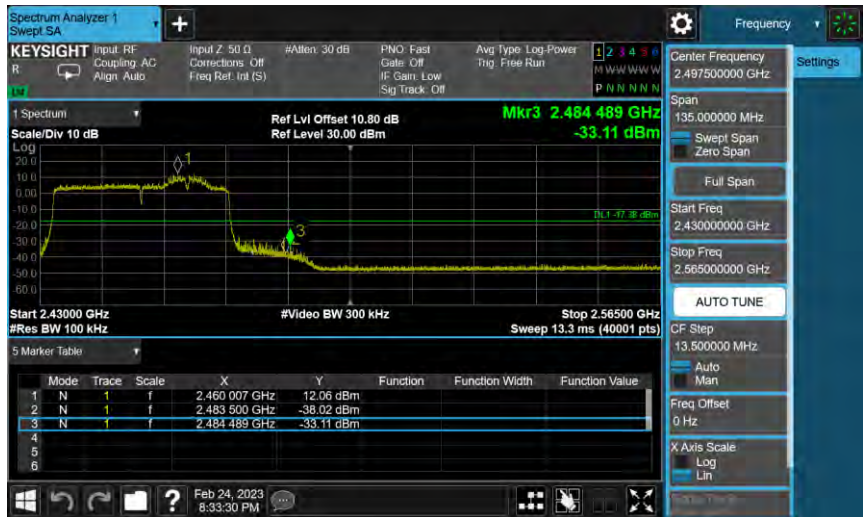 Spectrum Analyzer 1
Swept SA
+
Frequency
KEYSIGHT
R
Input: RF
Coupling: AC
Align: Auto
Input Z: 50 Ω
Corrections: Off
Freq Ref: Int (S)
#Atten: 30 dB
PNO: Fast
Gate: Off
IF Gain: Low
Sig Track: Off
Avg Type: Log-Power
Trig: Free Run
1 2 3 4 5 6
M W W W W W
P N N N N N
1 Spectrum
Scale/Div 10 dB
Ref Lvl Offset 10.80 dB
Ref Level 30.00 dBm
Mkr3 2.484 489 GHz
-33.11 dBm
Log
20.0
10.0
0.00
-10.0
-20.0
-30.0
-40.0
-50.0
-60.0
1
3
DL1 -17.38 dBm
Start 2.43000 GHz
#Res BW 100 kHz
#Video BW 300 kHz
Stop 2.56500 GHz
Sweep 13.3 ms (40001 pts)
5 Marker Table
Mode Trace Scale X Y Function Function Width Function Value
1 N 1 f 2.460 007 GHz 12.06 dBm
2 N 1 f 2.483 500 GHz -38.02 dBm
3 N 1 f 2.484 489 GHz -33.11 dBm
4
5
6
?
Feb 24, 2023
8:33:30 PM
Center Frequency
2.497500000 GHz
Settings
Span
135.000000 MHz
Swept Span
Zero Span
Full Span
Start Freq
2.430000000 GHz
Stop Freq
2.565000000 GHz
AUTO TUNE
CF Step
13.500000 MHz
Auto
Man
Freq Offset
0 Hz
X Axis Scale
Log
Lin